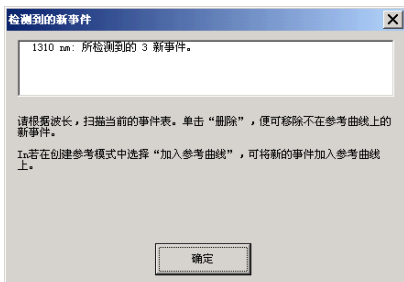 检测到的新事件
1310 nm: 所检测到的 3 新事件。
请根据波长，扫描当前的事件表。单击“删除”，便可移除不在参考曲线上的
新事件。
In若在创建参考模式中选择“加入参考曲线”，可将新的事件加入参考曲线
上。
确定